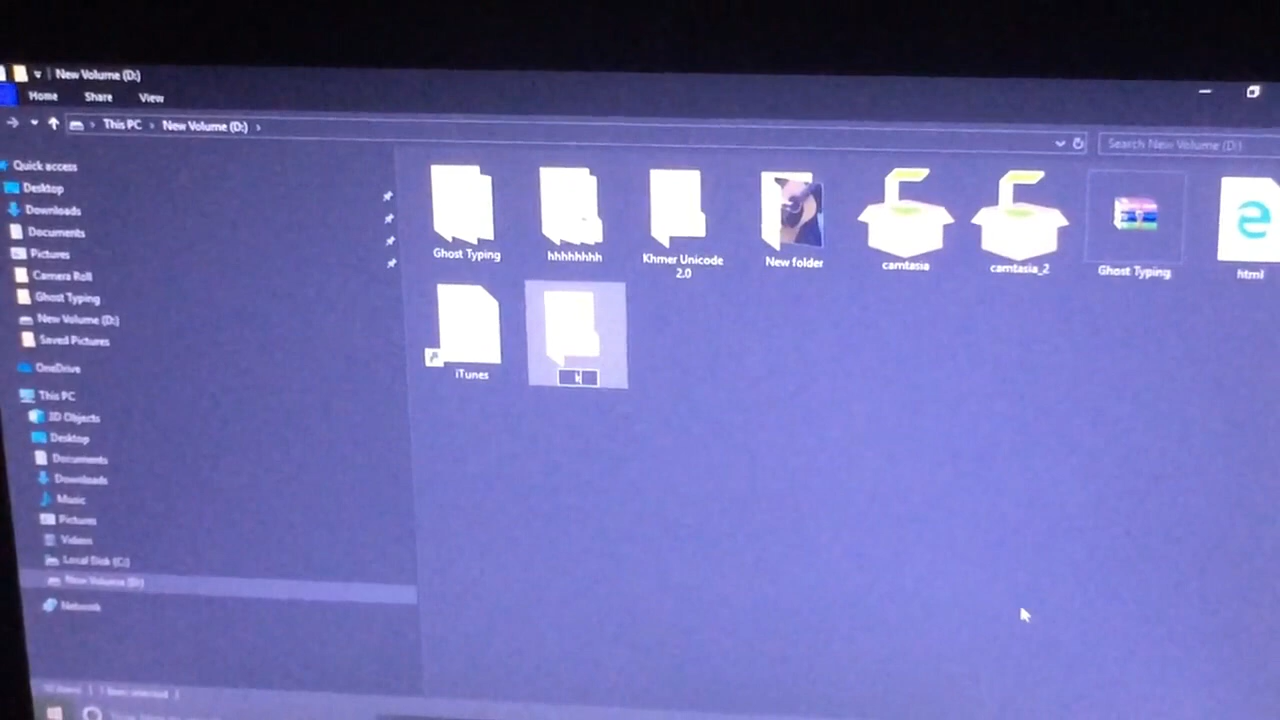 New Volume (D:)
Home Share View
This PC New Volume (D:)
Search New Volume (D:)
Quick access
Desktop
Downloads
Documents
Pictures
Camera Roll
Ghost Typing
New Volume (D:)
Saved Pictures
OneDrive
This PC
3D Objects
Desktop
Documents
Downloads
Music
Pictures
Videos
Local Disk (C:)
New Volume (D:)
Network
Ghost Typing
hhhhhhhh
Khmer Unicode
2.0
New folder
camtasia
camtasia_2
Ghost Typing
html
iTunes
k